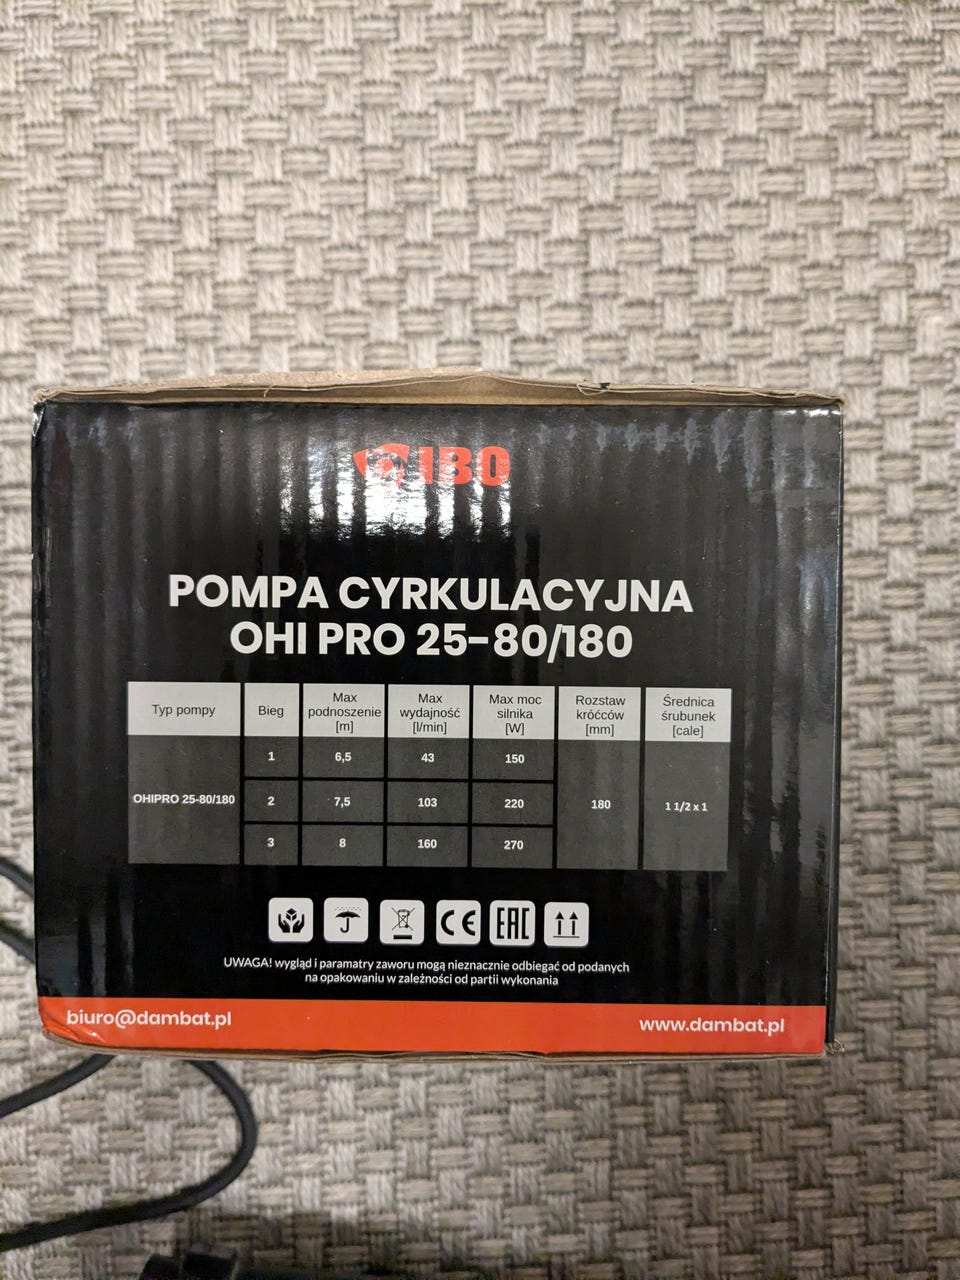 IBO
POMPA CYRKULACYJNA
OHI PRO 25-80/180
Typ pompy
Bieg
Max
podnoszenie
[m]
Max
wydajność
[l/min]
Max moc
silnika
[W]
Rozstaw
króćców
[mm]
Średnica
śrubunek
[cale]
OHIPRO 25-80/180
1
6,5
43
150
2
7,5
103
220
3
8
160
270
180
1 1/2 x 1
CE
EAC
UWAGA! wygląd i paramatry zaworu mogą nieznacznie odbiegać od podanych
na opakowaniu w zależności od partii wykonania
biuro@dambat.pl
www.dambat.pl